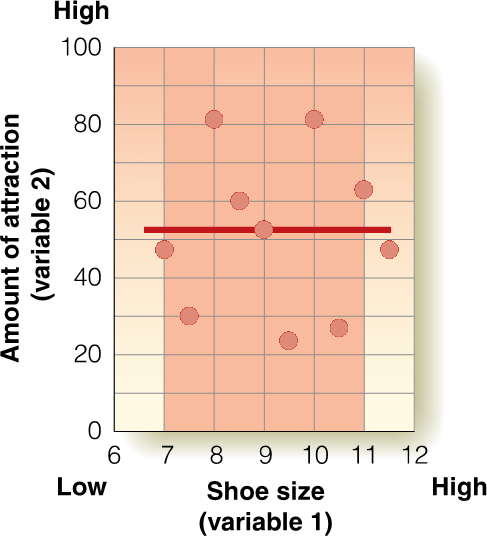 High
100
80
60
40
20
0
Amount of attraction
(variable 2)
6 7 8 9 10 11 12
Low
Shoe size
(variable 1)
High